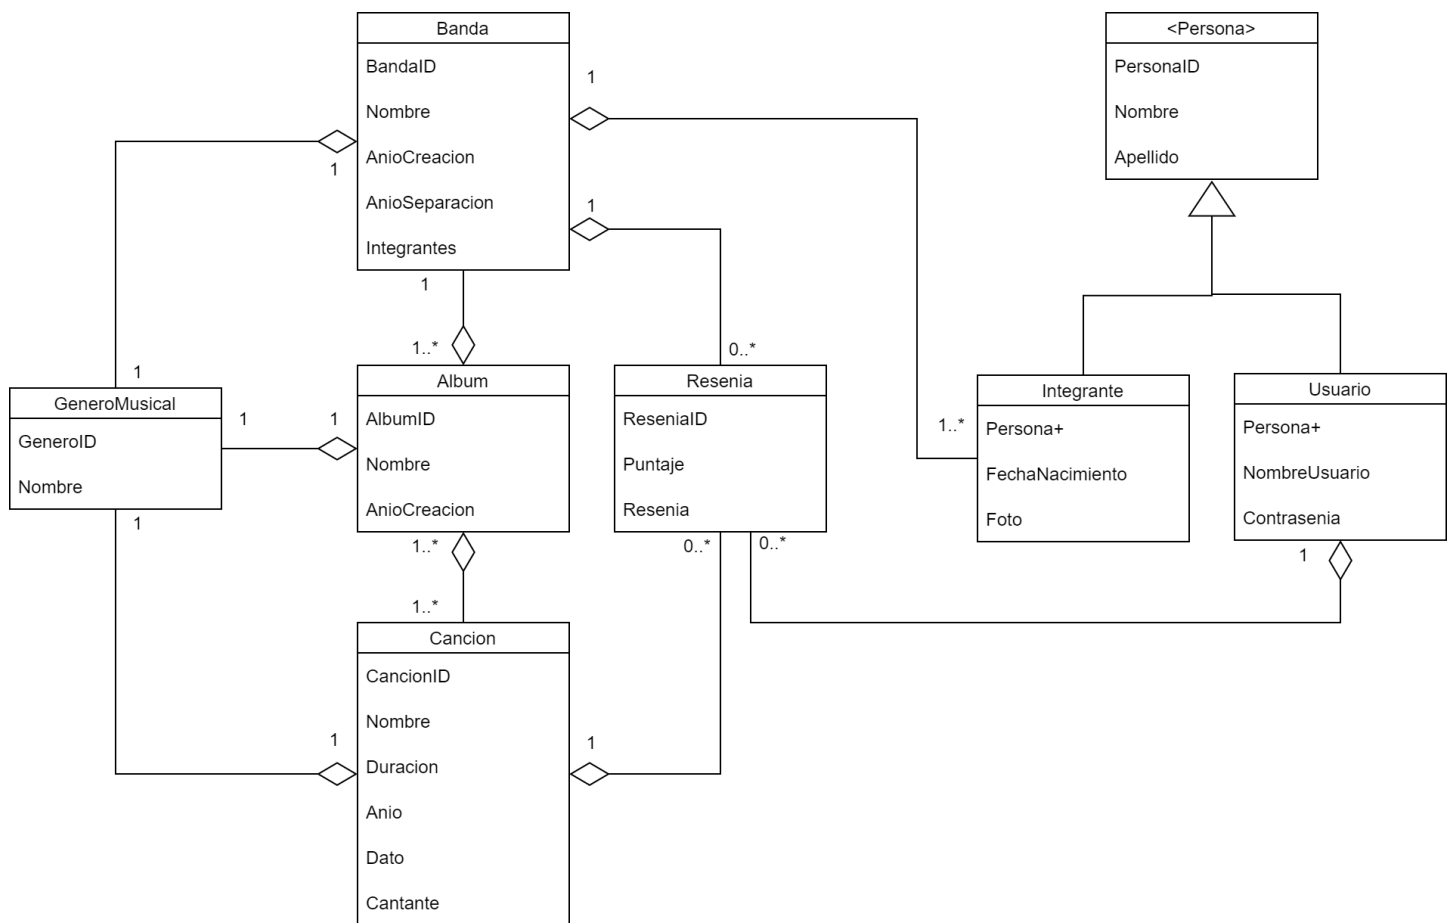 Banda
BandaID
Nombre
AnioCreacion
AnioSeparacion
Integrantes
1
1
1
1
<Persona>
PersonaID
Nombre
Apellido
1
GeneroMusical
GeneroID
Nombre
1
1
1
1..*
Album
AlbumID
Nombre
AnioCreacion
1..*
0..*
Resenia
ReseniaID
Puntaje
Resenia
0..*
0..*
1..*
Integrante
Persona+
FechaNacimiento
Foto
Usuario
Persona+
NombreUsuario
Contrasenia
1
1..*
Cancion
CancionID
Nombre
Duracion
Anio
Dato
Cantante
1
1